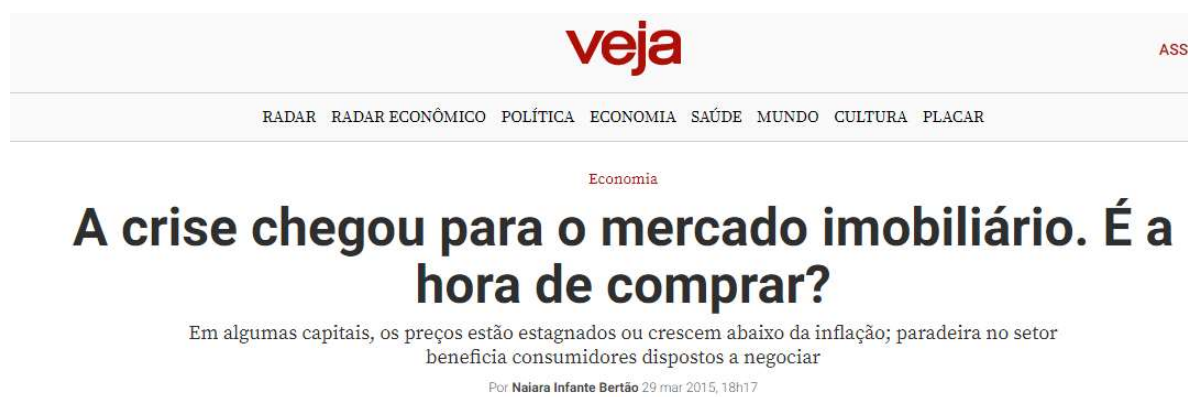 veja
ASS
RADAR RADAR ECONÔMICO POLÍTICA ECONOMIA SAÚDE MUNDO CULTURA PLACAR
Economia
A crise chegou para o mercado imobiliário. É a
hora de comprar?
Em algumas capitais, os preços estão estagnados ou crescem abaixo da inflação; paradeira no setor
beneficia consumidores dispostos a negociar
Por Naiara Infante Bertão 29 mar 2015, 18h17